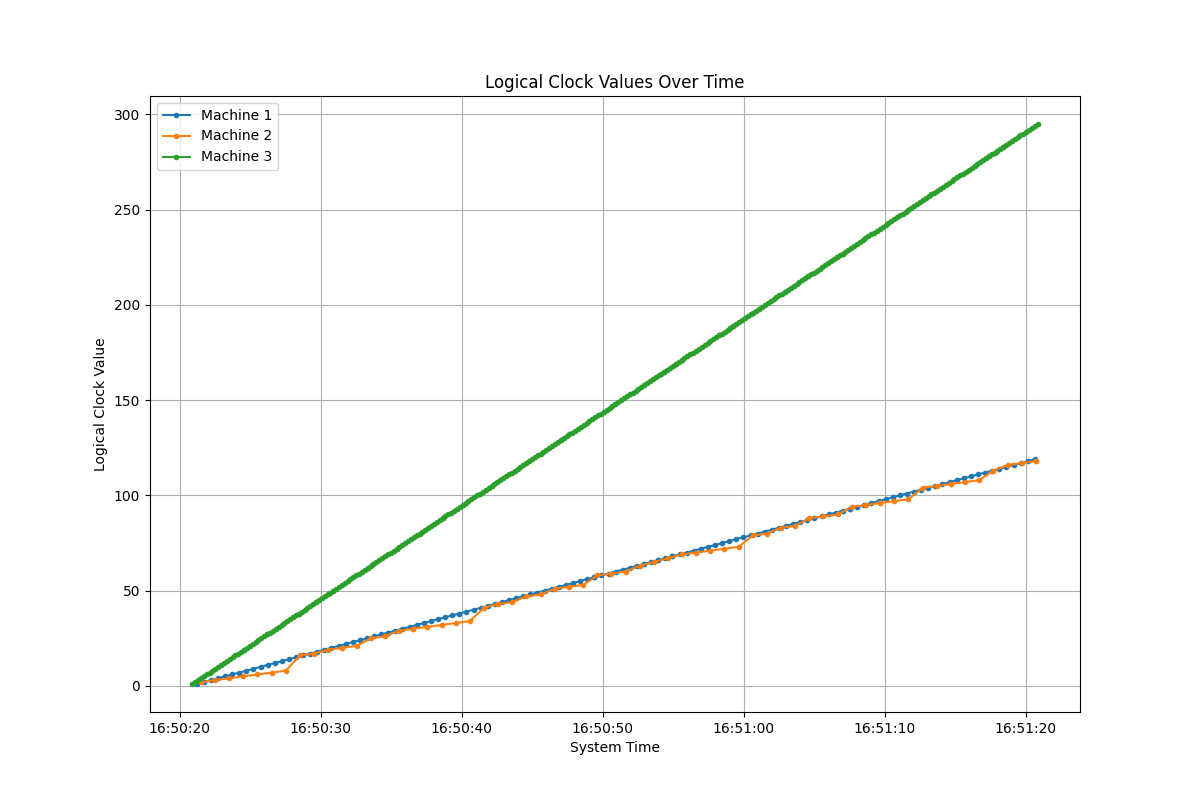 Logical Clock Values Over Time
Machine 1
Machine 2
Machine 3
300
250
200
150
100
50
0
Logical Clock Value
16:50:20
16:50:30
16:50:40
16:50:50
16:51:00
16:51:10
16:51:20
System Time